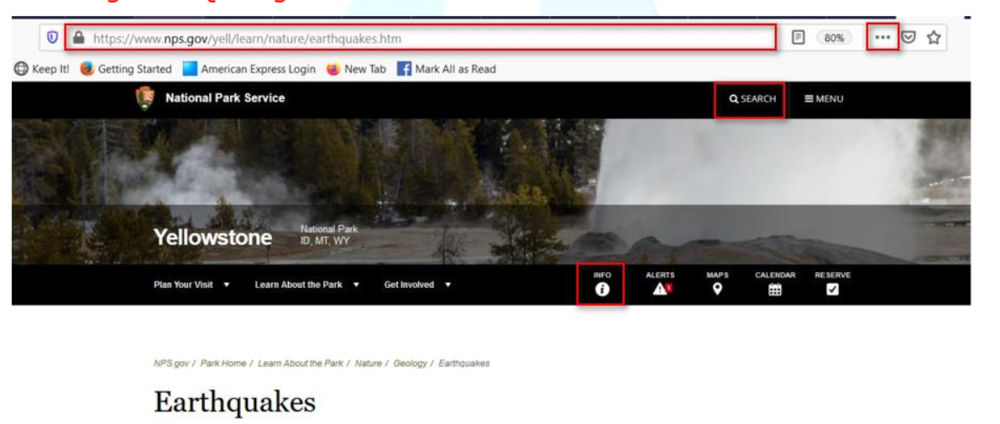 https://www.nps.gov/yell/learn/nature/earthquakes.htm 80%
Keep It! Getting Started American Express Login New Tab Mark All as Read
National Park Service SEARCH MENU
Yellowstone National Park
ID, MT, WY
INFO ALERTS MAPS CALENDAR RESERVE
Plan Your Visit Learn About the Park Get Involved
NPS.gov / Park Home / Learn About the Park / Nature / Geology / Earthquakes
Earthquakes